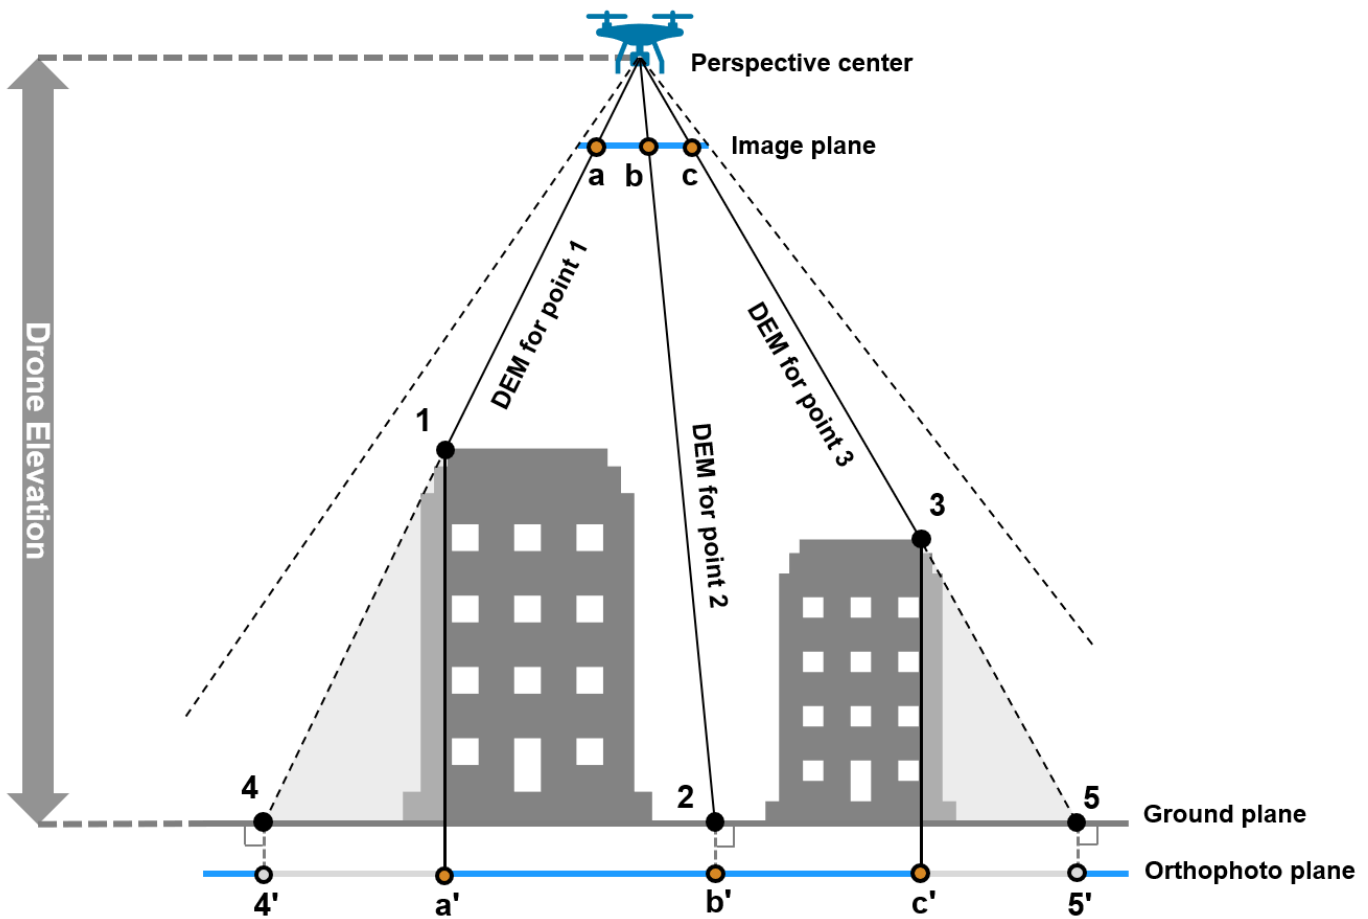 Perspective center
Image plane
a
b
c
DEM for point 1
DEM for point 2
DEM for point 3
Drone Elevation
1
3
4
2
5
Ground plane
Orthophoto plane
4'
a'
b'
c'
5'